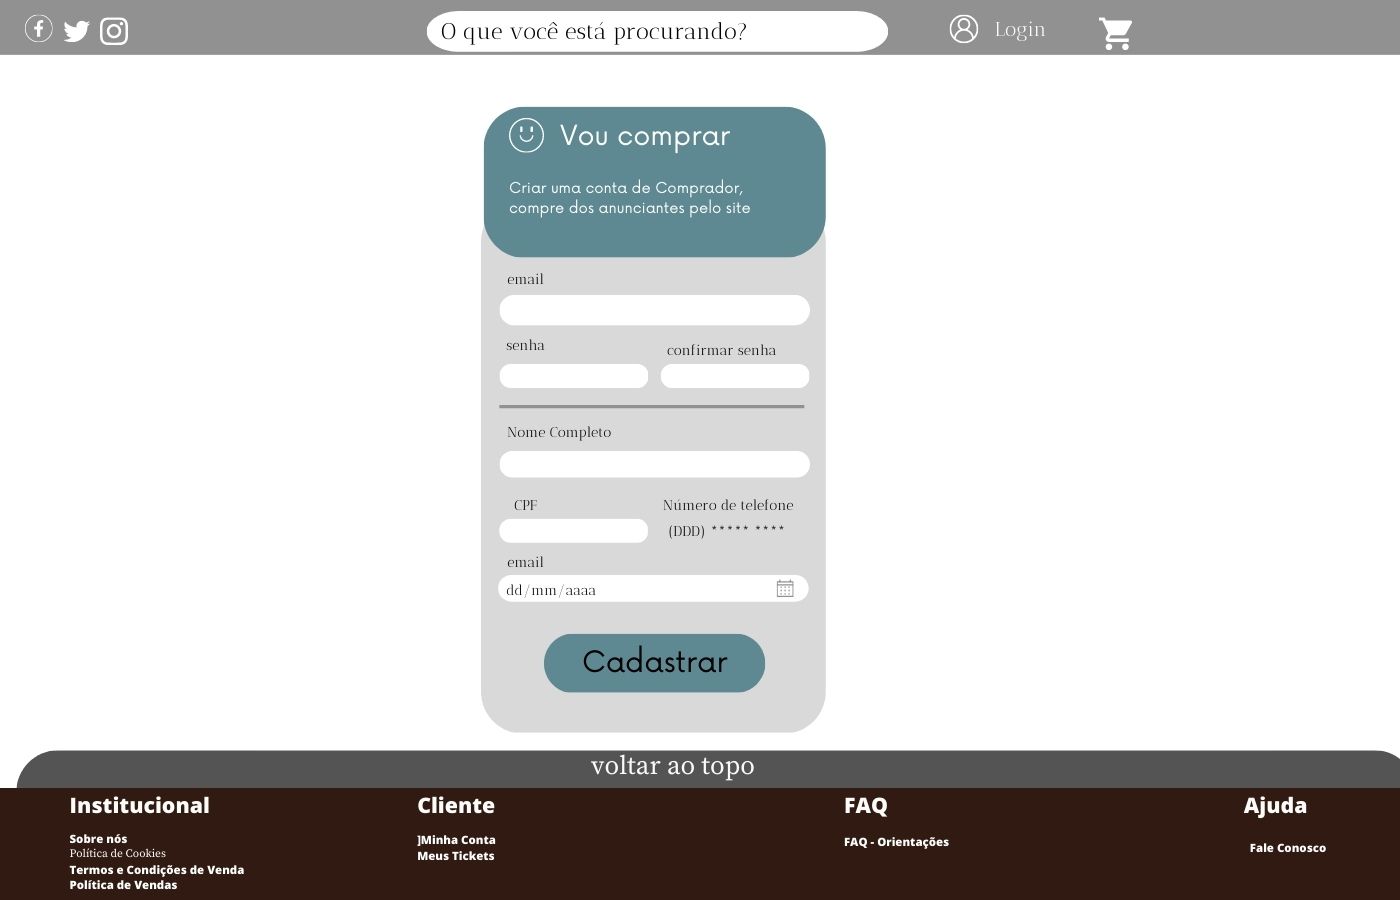 O que você está procurando?
Login
Vou comprar
Criar uma conta de Comprador,
compre dos anunciantes pelo site
email
senha
confirmar senha
Nome Completo
CPF
Número de telefone
(DDD) ***** ****
email
dd/mm/aaaa
Cadastrar
voltar ao topo
Institucional
Sobre nós
Política de Cookies
Termos e Condições de Venda
Política de Vendas
Cliente
]Minha Conta
Meus Tickets
FAQ
FAQ - Orientações
Ajuda
Fale Conosco